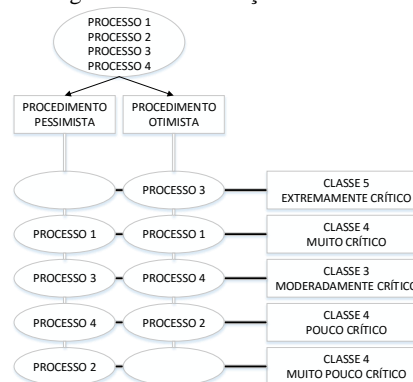 PROCESSO 1
PROCESSO 2
PROCESSO 3
PROCESSO 4
PROCEDIMENTO
PESSIMISTA
PROCEDIMENTO
OTIMISTA
PROCESSO 3
CLASSE 5
EXTREMAMENTE CRÍTICO
PROCESSO 1
PROCESSO 1
CLASSE 4
MUITO CRÍTICO
PROCESSO 3
PROCESSO 4
CLASSE 3
MODERADAMENTE CRÍTICO
PROCESSO 4
PROCESSO 2
CLASSE 4
POUCO CRÍTICO
PROCESSO 2
CLASSE 4
MUITO POUCO CRÍTICO